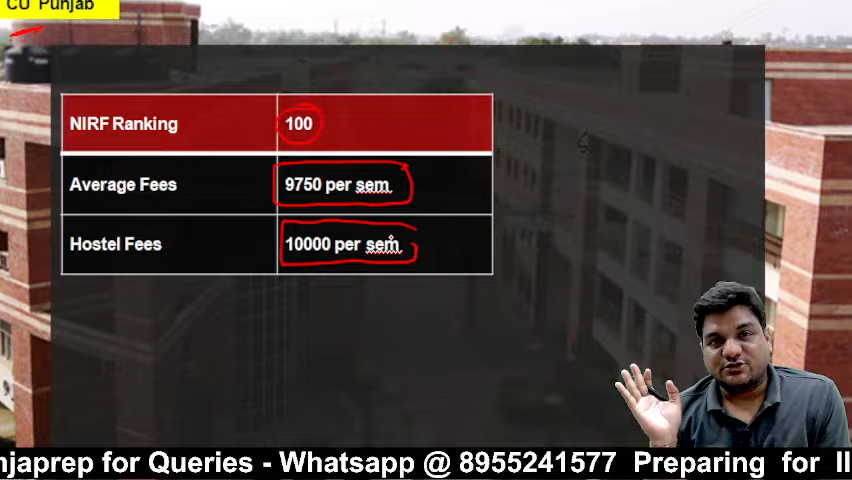 CU Punjab
NIRF Ranking 100
Average Fees 9750 per sem
Hostel Fees 10000 per sem
njaprep for Queries - Whatsapp @ 8955241577 Preparing for II